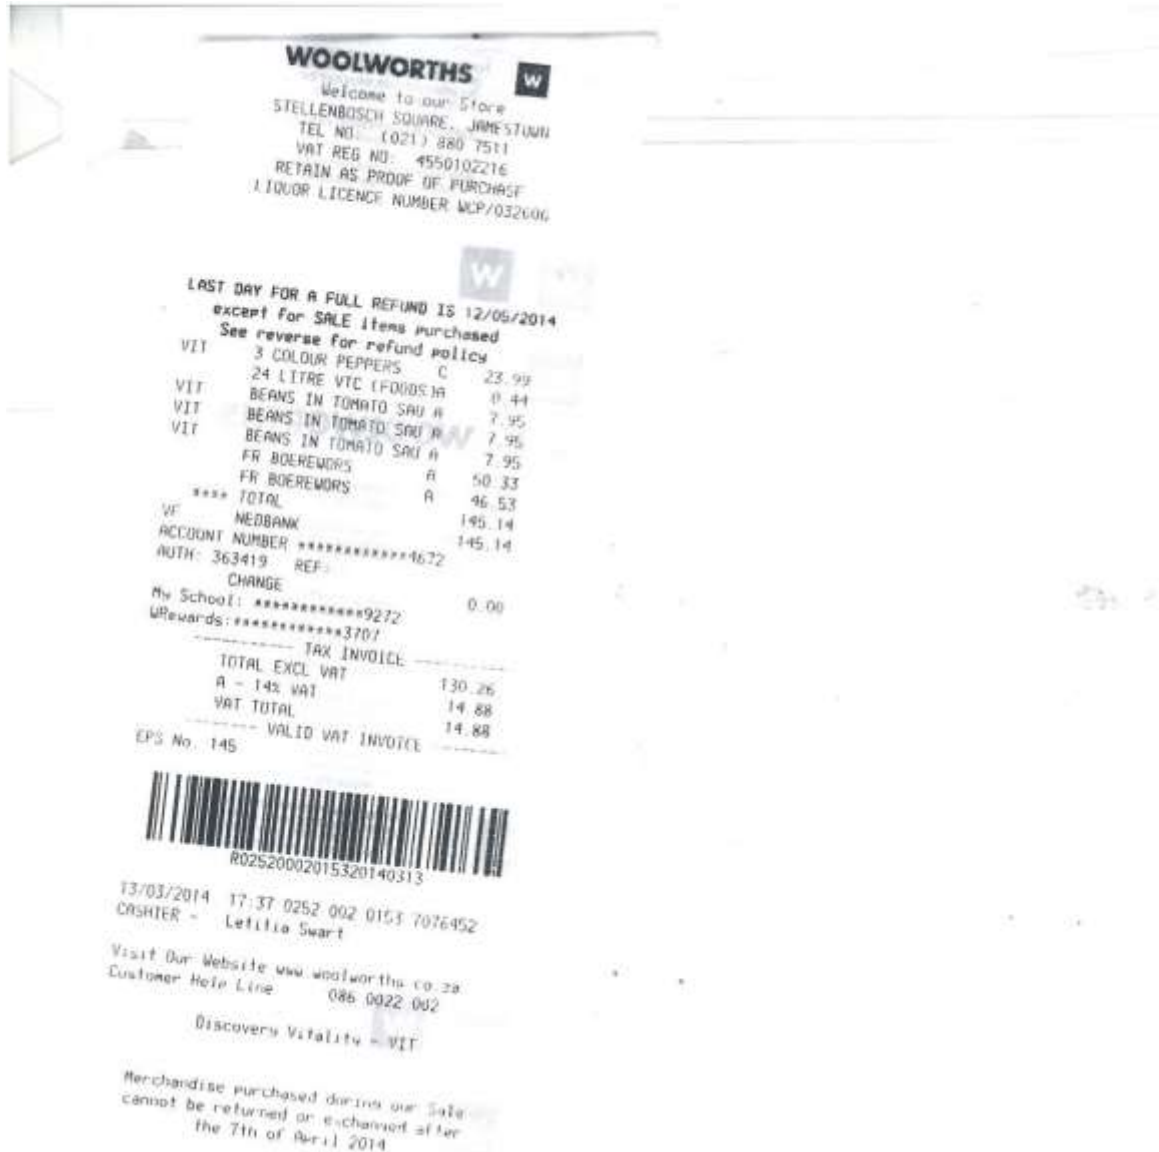 WOOLWORTHS W
Welcome to our Store
STELLENBOSCH SQUARE, JAMESTOWN
TEL NO: (021) 880 7511
VAT REG NO: 4550102216
RETAIN AS PROOF OF PURCHASE
LIQUOR LICENCE NUMBER WCP/032606
W
LAST DAY FOR A FULL REFUND IS 12/05/2014
except for SALE items purchased
See reverse for refund policy
VIT 3 COLOUR PEPPERS C 23.99
24 LITRE VTC (FOODS)A 0.44
VIT BEANS IN TOMATO SAU A 7.95
VIT BEANS IN TOMATO SAU A 7.95
VIT BEANS IN TOMATO SAU A 7.95
FR BOEREWORS A 50.33
FR BOEREWORS A 46.53
**** TOTAL 145.14
VF NEDBANK 145.14
ACCOUNT NUMBER ************4672
AUTH: 363419 REF:
CHANGE 0.00
My School: ************9272
WRewards:************3707
----------- TAX INVOICE ----------
TOTAL EXCL VAT 130.26
A - 14% VAT 14.88
VAT TOTAL 14.88
-------- VALID VAT INVOICE -------
EPS No. 145
R0252000201532014​0313
13/03/2014 17:37 0252 002 0153 7076452
CASHIER - Letitia Swart
Visit Our Website www.woolworths.co.za
Customer Help Line 086 0022 002
Discovery Vitality - VIT
Merchandise purchased during our Sale
cannot be returned or exchanged after
the 7th of April 2014